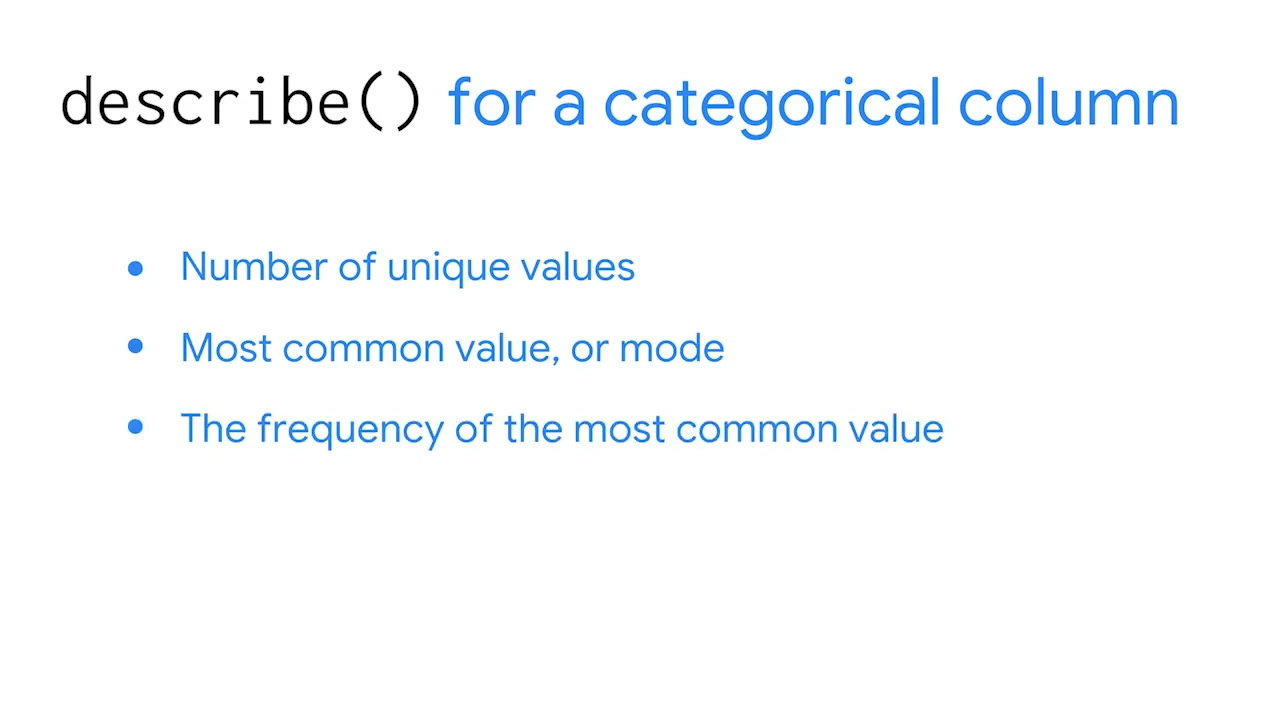 describe() for a categorical column
• Number of unique values
• Most common value, or mode
• The frequency of the most common value